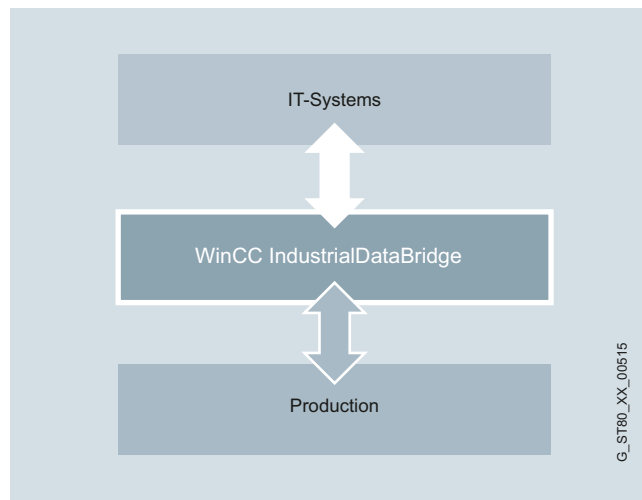 IT-Systems
WinCC IndustrialDataBridge
Production
G_ST80_XX_00515